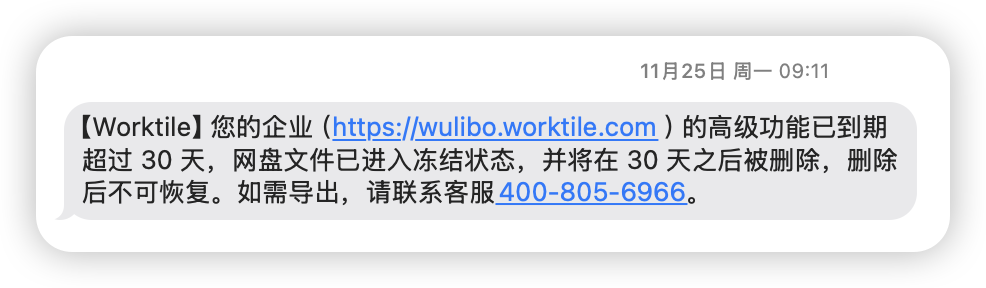 11月25日 周一 09:11
【Worktile】您的企业（https://wulibo.worktile.com ）的高级功能已到期
超过 30 天，网盘文件已进入冻结状态，并将在 30 天之后被删除，删除
后不可恢复。如需导出，请联系客服400-805-6966。